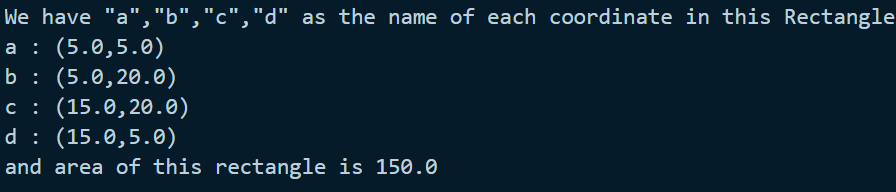 We have "a","b","c","d" as the name of each coordinate in this Rectangle
a : (5.0,5.0)
b : (5.0,20.0)
c : (15.0,20.0)
d : (15.0,5.0)
and area of this rectangle is 150.0